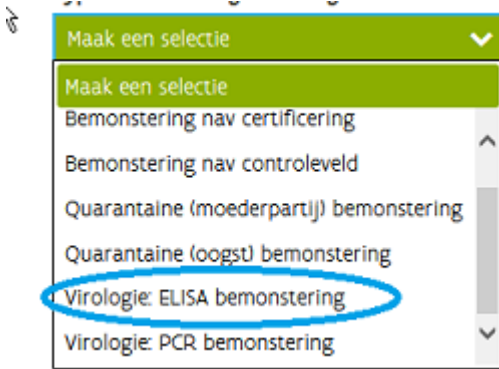 Maak een selectie
Maak een selectie
Bemonstering nav certificering
Bemonstering nav controleveld
Quarantaine (moederpartij) bemonstering
Quarantaine (oogst) bemonstering
Virologie: ELISA bemonstering
Virologie: PCR bemonstering